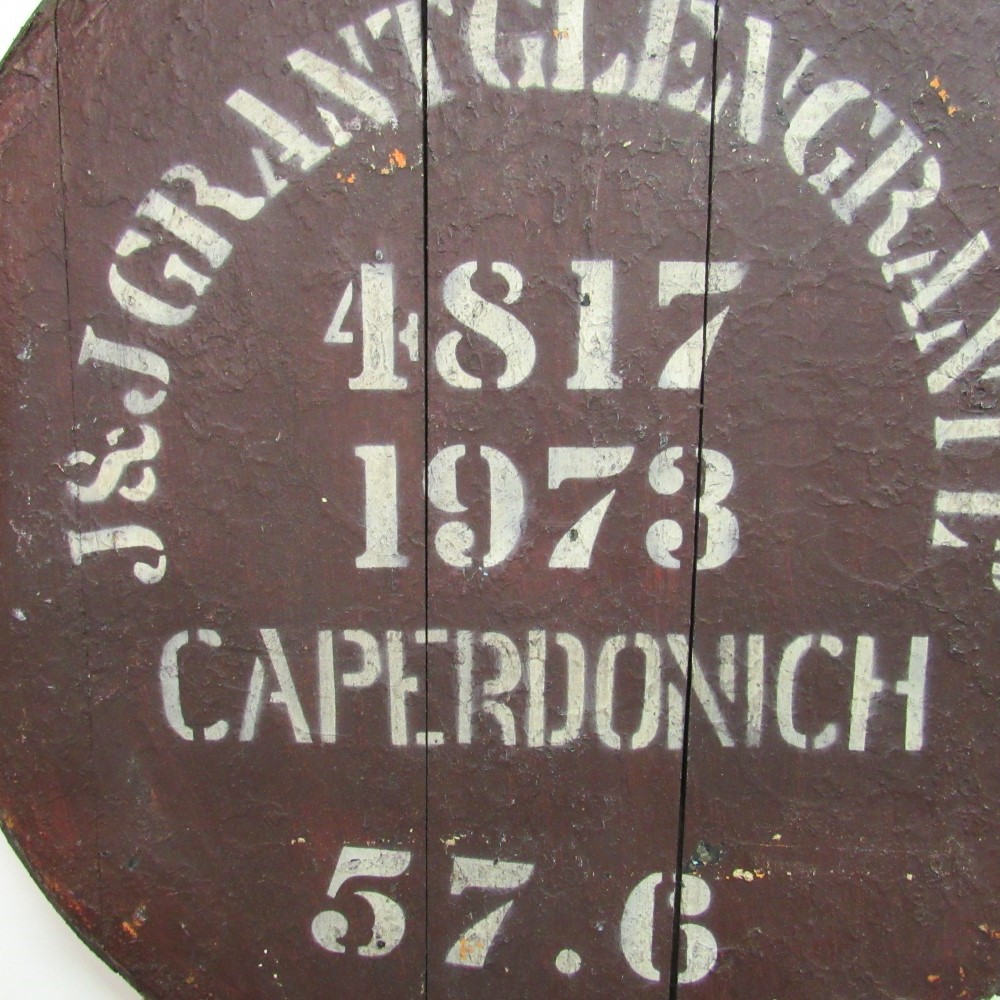 J&J GRANT GLEN GRANT
4817
1973
CAPERDONICH
57.6